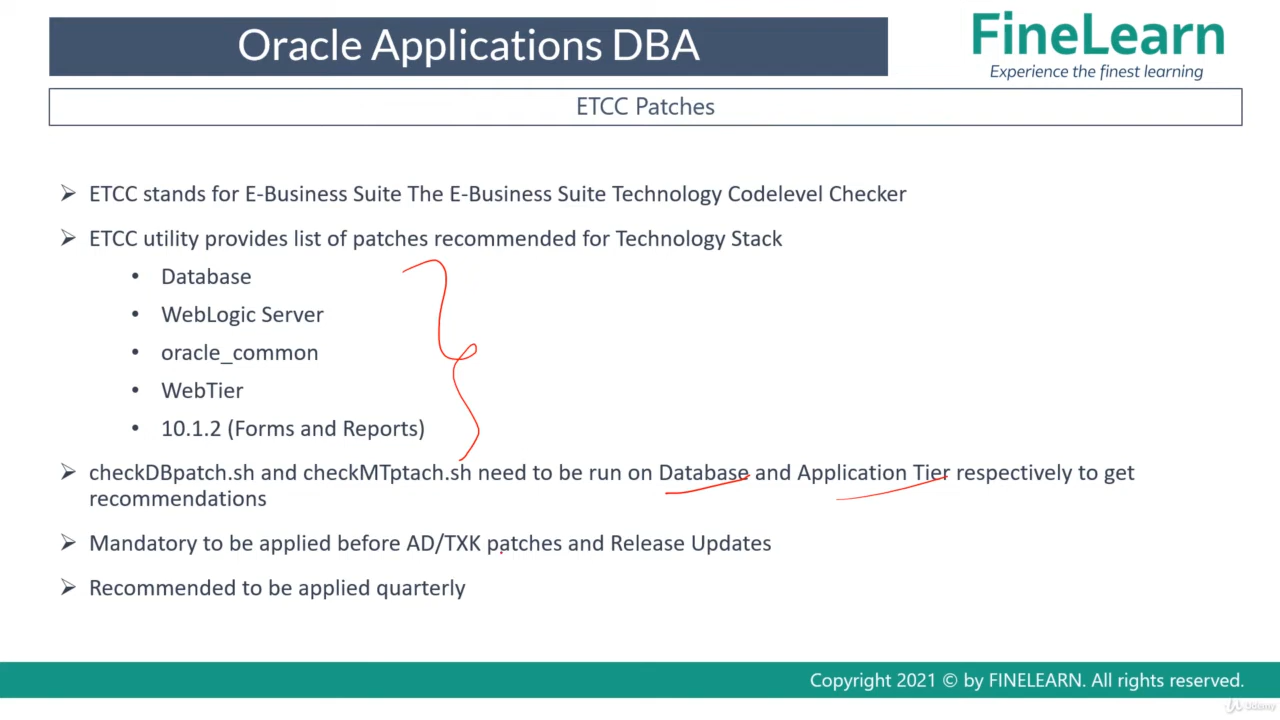 Oracle Applications DBA
FineLearn
Experience the finest learning
ETCC Patches
➢ ETCC stands for E-Business Suite The E-Business Suite Technology Codelevel Checker
➢ ETCC utility provides list of patches recommended for Technology Stack
• Database
• WebLogic Server
• oracle_common
• WebTier
• 10.1.2 (Forms and Reports)
➢ checkDBpatch.sh and checkMTptach.sh need to be run on Database and Application Tier respectively to get
recommendations
➢ Mandatory to be applied before AD/TXK patches and Release Updates
➢ Recommended to be applied quarterly
Copyright 2021 © by FINELEARN. All rights reserved.
Udemy